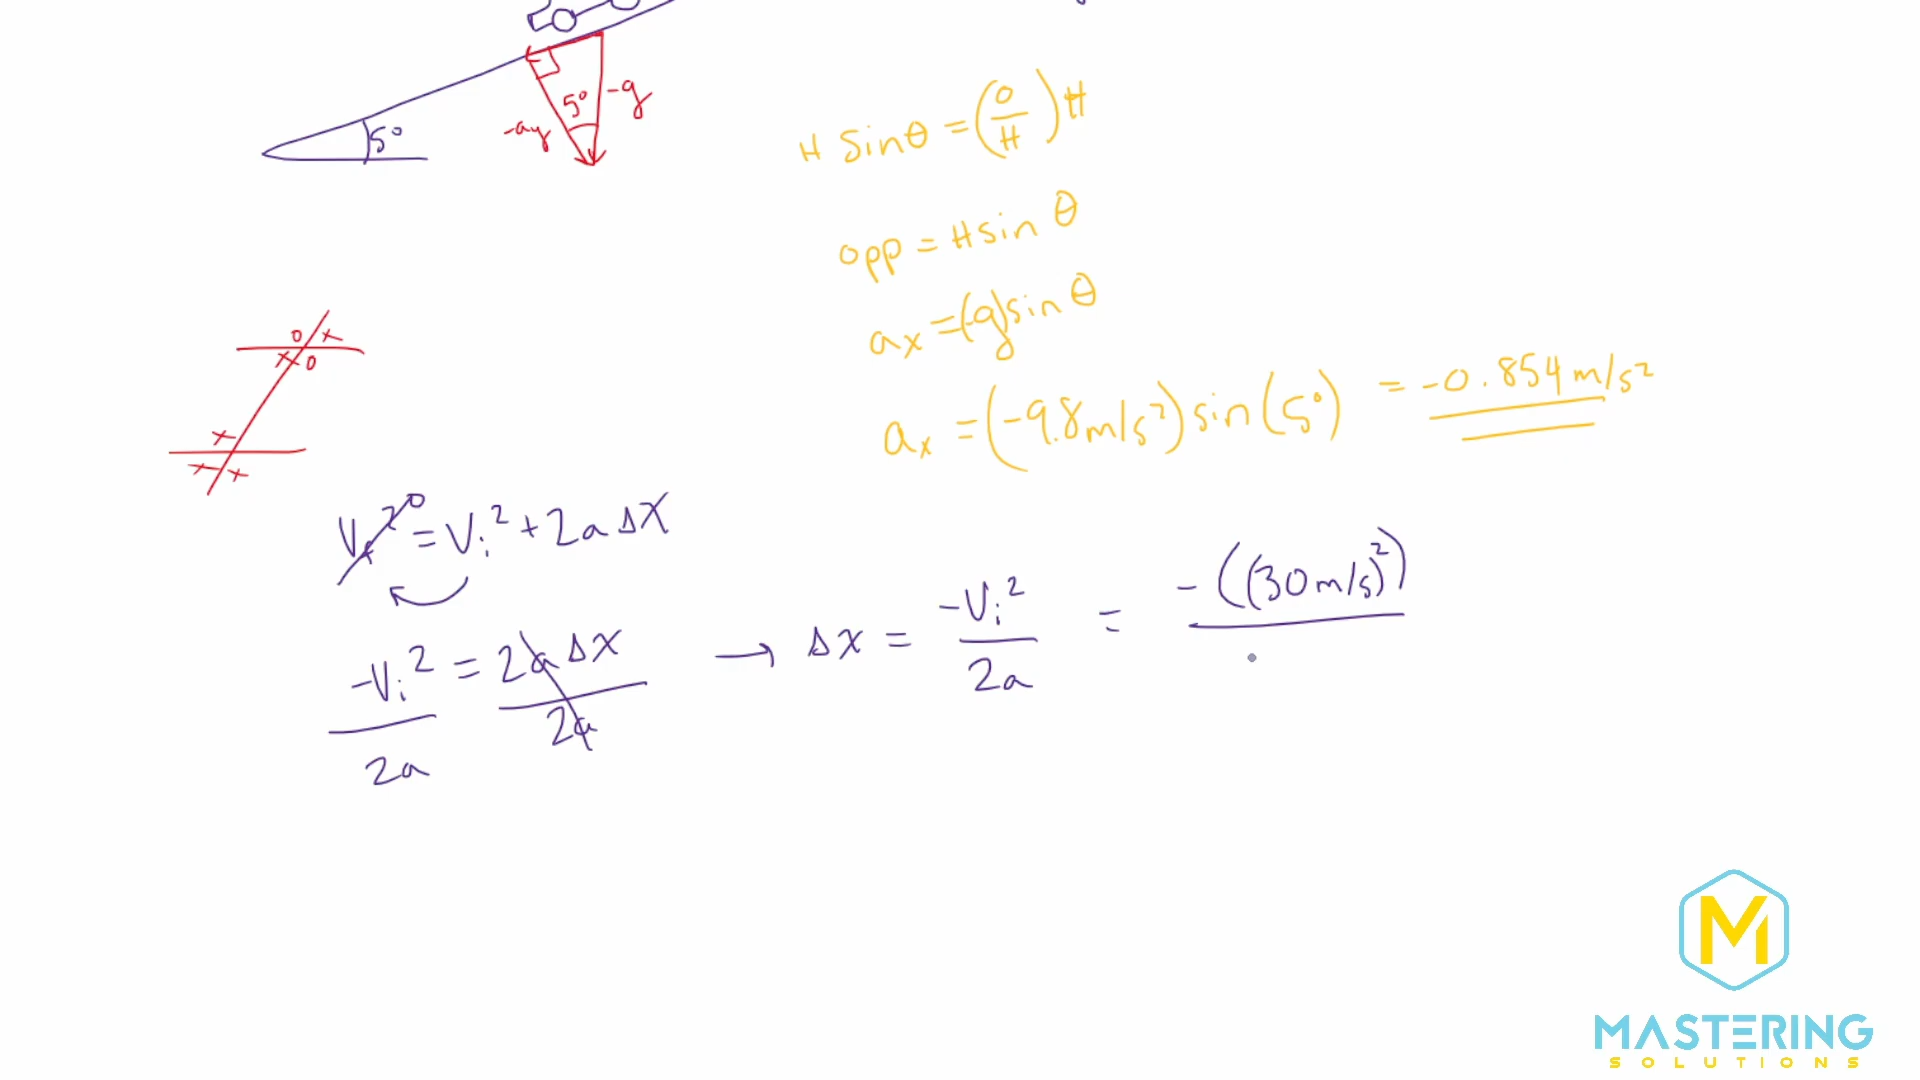 5°
5°
-g
-ay
H sinθ = (O/H)H
opp = H sin θ
ax = (-g) sin θ
ax = (-9.8 m/s²) sin(5°) = -0.854 m/s²
O x
x O
x
x x
Vf² 0 = Vi² + 2aΔx
-Vi² / 2a = 2aΔx / 2a → Δx = -Vi² / 2a = -((30 m/s)²)
MASTERING
SOLUTIONS